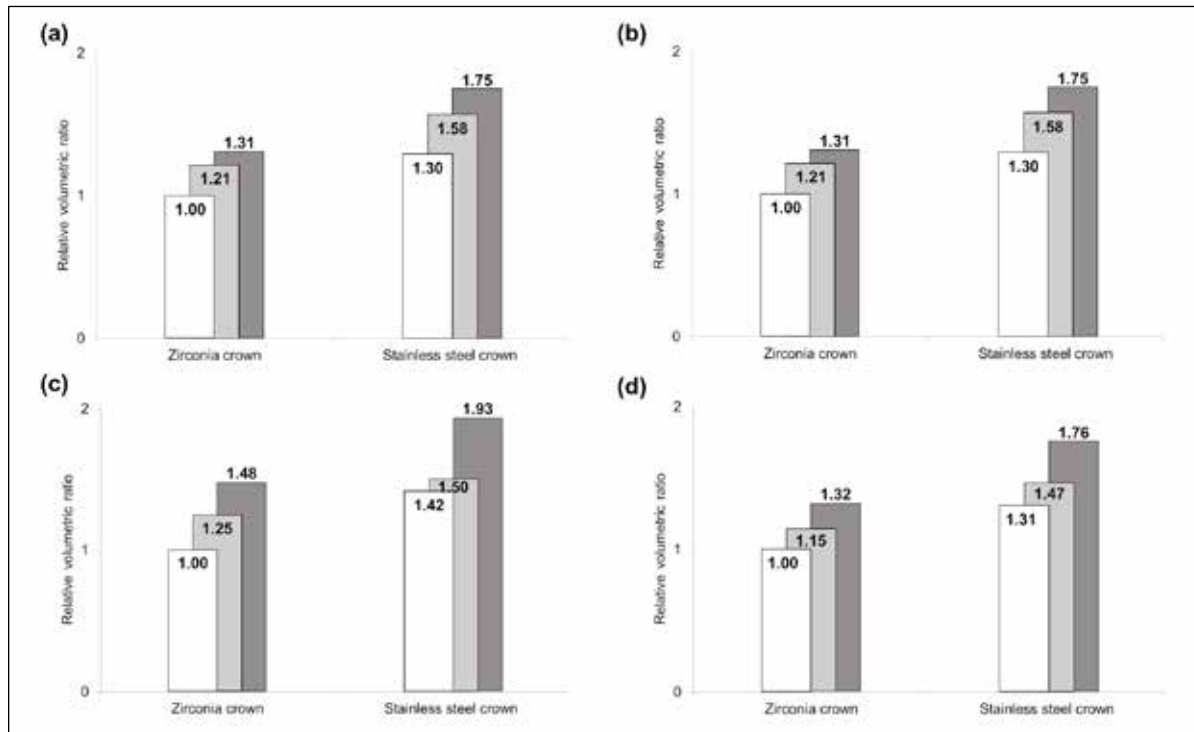 (a)
2
1
0
Relative volumetric ratio
1.00
1.21
1.31
1.30
1.58
1.75
Zirconia crown
Stainless steel crown
(b)
2
1
0
Relative volumetric ratio
1.00
1.21
1.31
1.30
1.58
1.75
Zirconia crown
Stainless steel crown
(c)
2
1
0
Relative volumetric ratio
1.00
1.25
1.48
1.42
1.50
1.93
Zirconia crown
Stainless steel crown
(d)
2
1
0
Relative volumetric ratio
1.00
1.15
1.32
1.31
1.47
1.76
Zirconia crown
Stainless steel crown